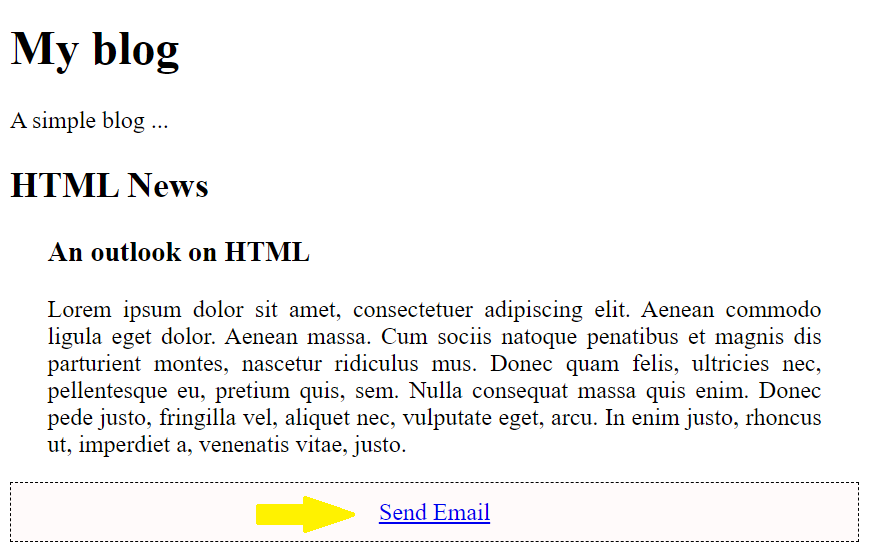 My blog
A simple blog ...
HTML News
An outlook on HTML
Lorem ipsum dolor sit amet, consectetuer adipiscing elit. Aenean commodo
ligula eget dolor. Aenean massa. Cum sociis natoque penatibus et magnis dis
parturient montes, nascetur ridiculus mus. Donec quam felis, ultricies nec,
pellentesque eu, pretium quis, sem. Nulla consequat massa quis enim. Donec
pede justo, fringilla vel, aliquet nec, vulputate eget, arcu. In enim justo, rhoncus
ut, imperdiet a, venenatis vitae, justo.
Send Email